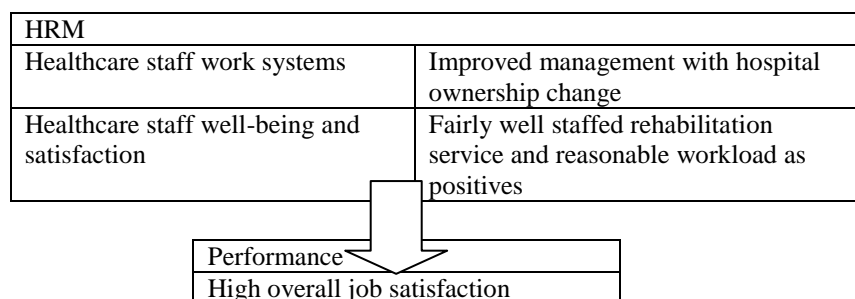 HRM
Healthcare staff work systems
Improved management with hospital
ownership change
Healthcare staff well-being and
satisfaction
Fairly well staffed rehabilitation
service and reasonable workload as
positives
Performance
High overall job satisfaction